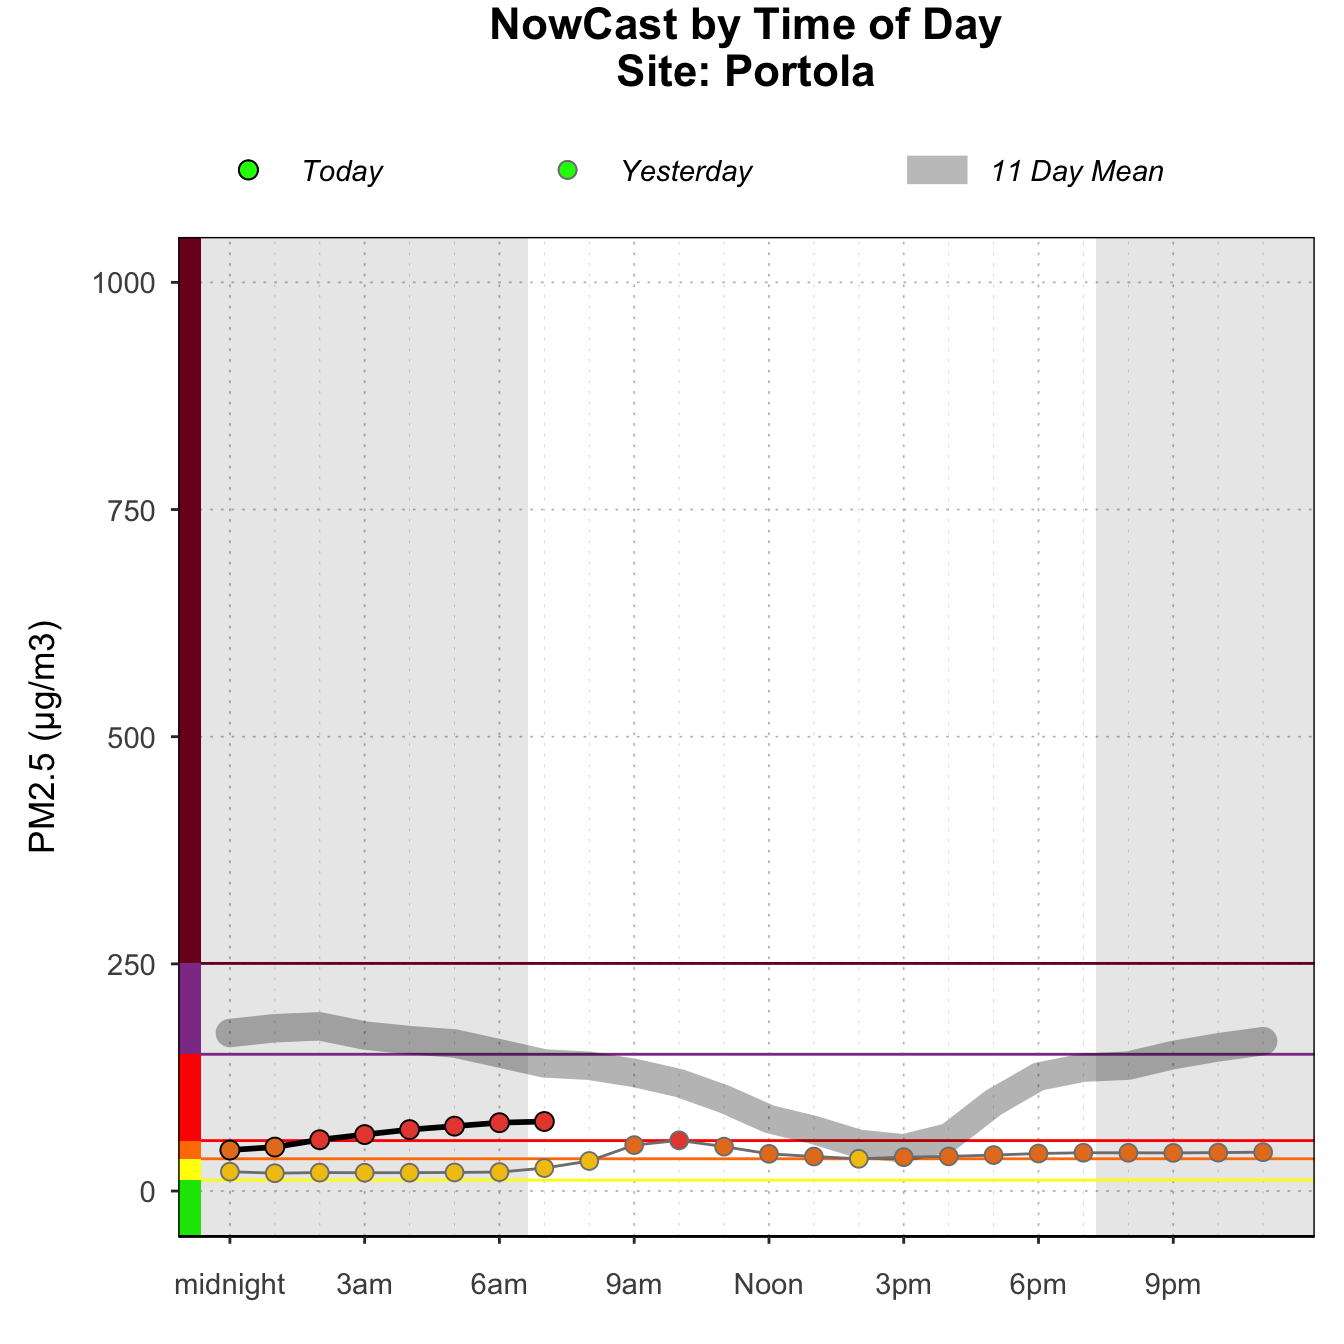 NowCast by Time of Day
Site: Portola
Today
Yesterday
11 Day Mean
PM2.5 (µg/m3)
1000
750
500
250
0
midnight
3am
6am
9am
Noon
3pm
6pm
9pm